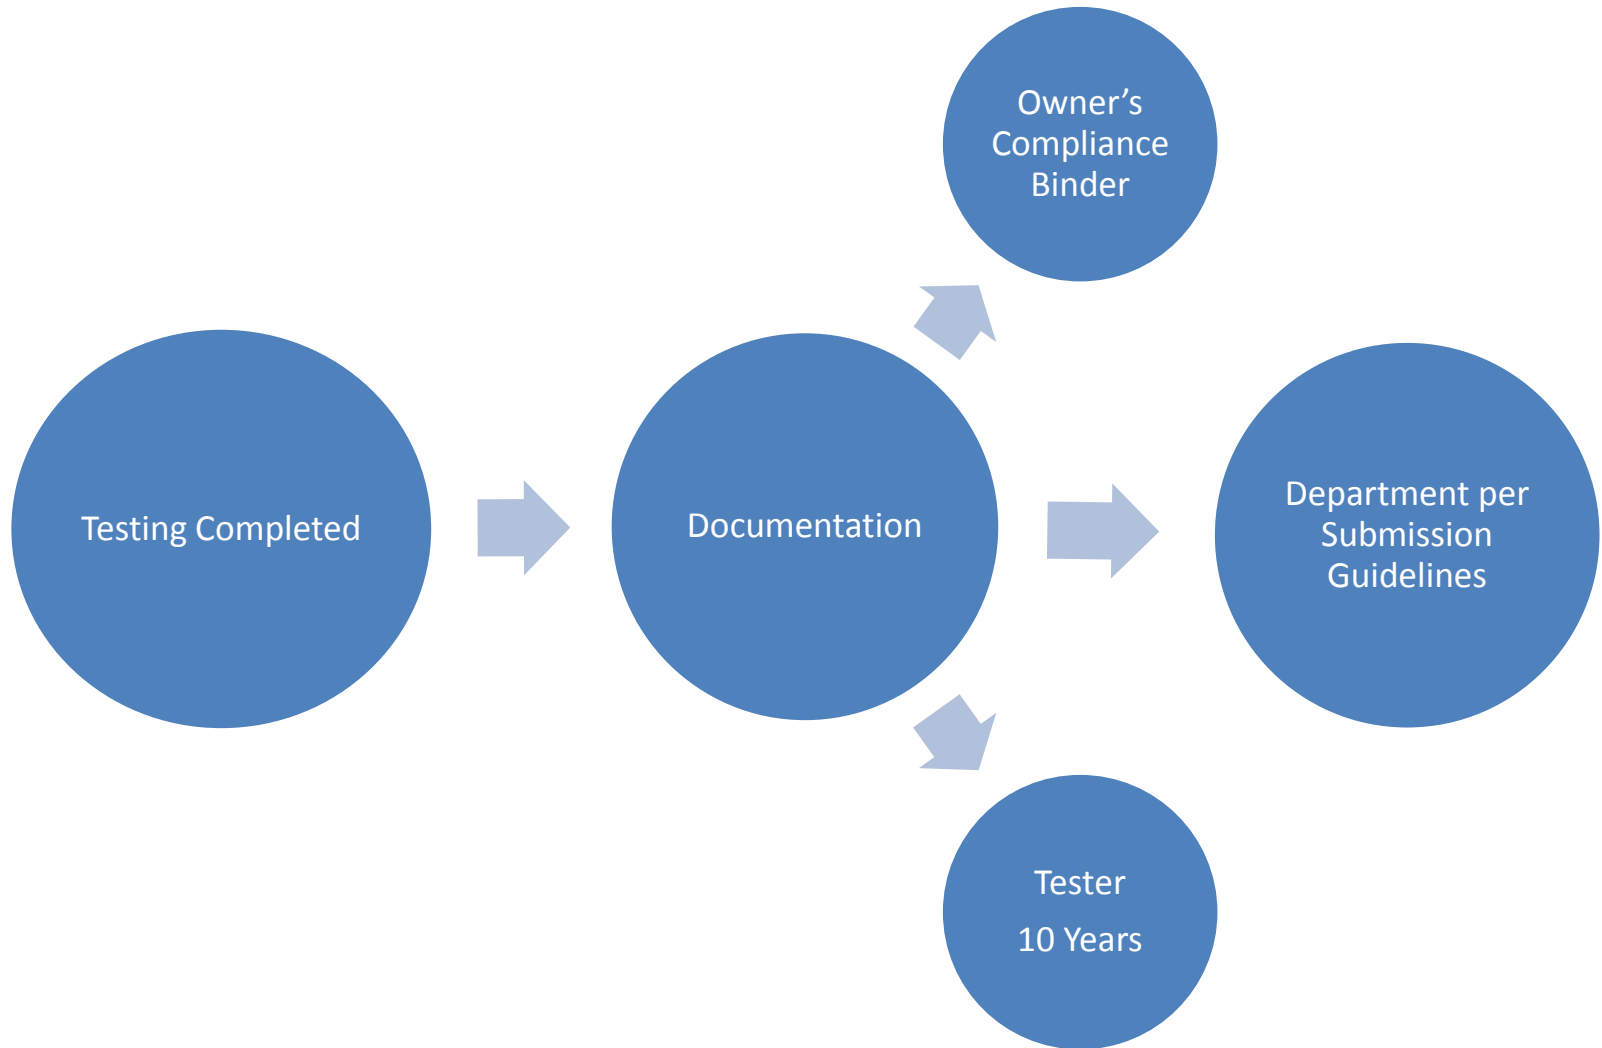 Testing Completed
Documentation
Owner’s
Compliance
Binder
Department per
Submission
Guidelines
Tester
10 Years